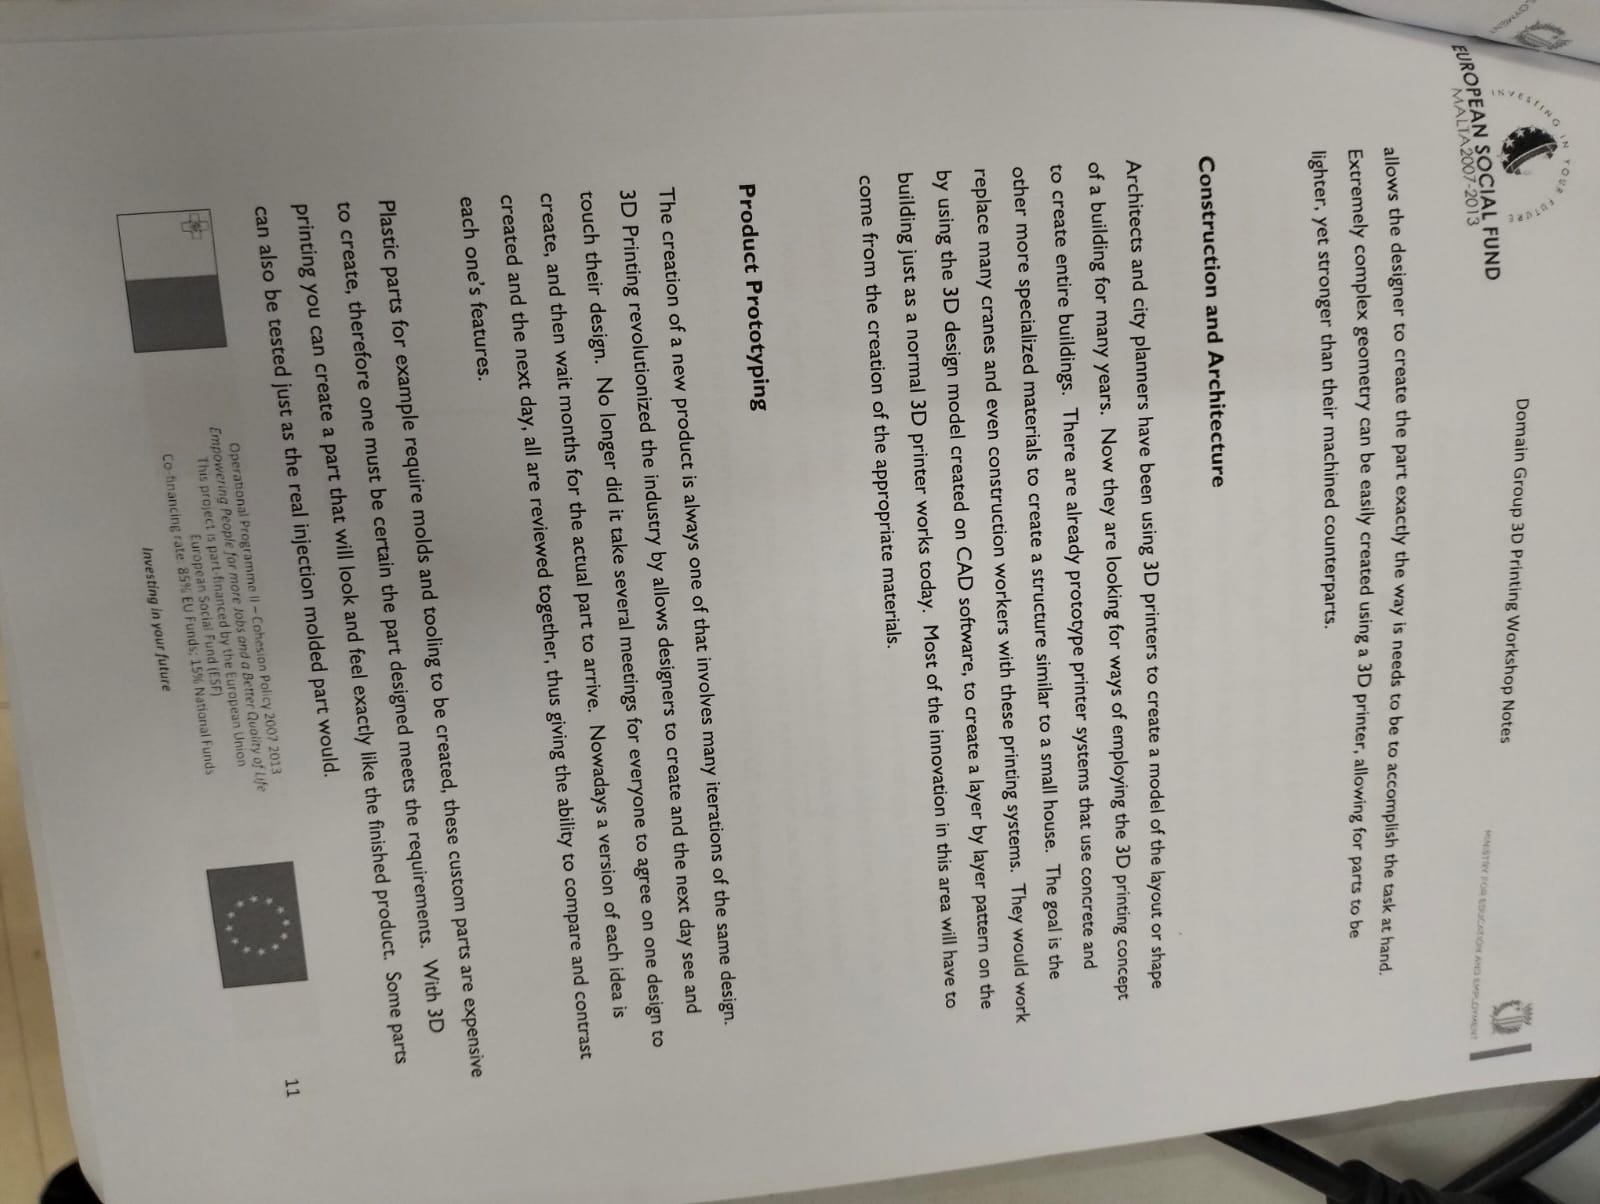 INVESTING IN YOUR FUTURE
EUROPEAN SOCIAL FUND
MALTA 2007-2013
Domain Group 3D Printing Workshop Notes
MINISTRY FOR EDUCATION AND EMPLOYMENT
allows the designer to create the part exactly the way is needs to be to accomplish the task at hand.
Extremely complex geometry can be easily created using a 3D printer, allowing for parts to be
lighter, yet stronger than their machined counterparts.
Construction and Architecture
Architects and city planners have been using 3D printers to create a model of the layout or shape
of a building for many years. Now they are looking for ways of employing the 3D printing concept
to create entire buildings. There are already prototype printer systems that use concrete and
other more specialized materials to create a structure similar to a small house. The goal is the
replace many cranes and even construction workers with these printing systems. They would work
by using the 3D design model created on CAD software, to create a layer by layer pattern on the
building just as a normal 3D printer works today. Most of the innovation in this area will have to
come from the creation of the appropriate materials.
Product Prototyping
The creation of a new product is always one of that involves many iterations of the same design.
3D Printing revolutionized the industry by allows designers to create and the next day see and
touch their design. No longer did it take several meetings for everyone to agree on one design to
create, and then wait months for the actual part to arrive. Nowadays a version of each idea is
created and the next day, all are reviewed together, thus giving the ability to compare and contrast
each one's features.
Plastic parts for example require molds and tooling to be created, these custom parts are expensive
to create, therefore one must be certain the part designed meets the requirements. With 3D
printing you can create a part that will look and feel exactly like the finished product. Some parts
can also be tested just as the real injection molded part would.
11
Operational Programme II – Cohesion Policy 2007 2013
Empowering People for more Jobs and a Better Quality of Life
This project is part-financed by the European Union
European Social Fund (ESF)
Co-financing rate: 85% EU Funds; 15% National Funds
Investing in your future